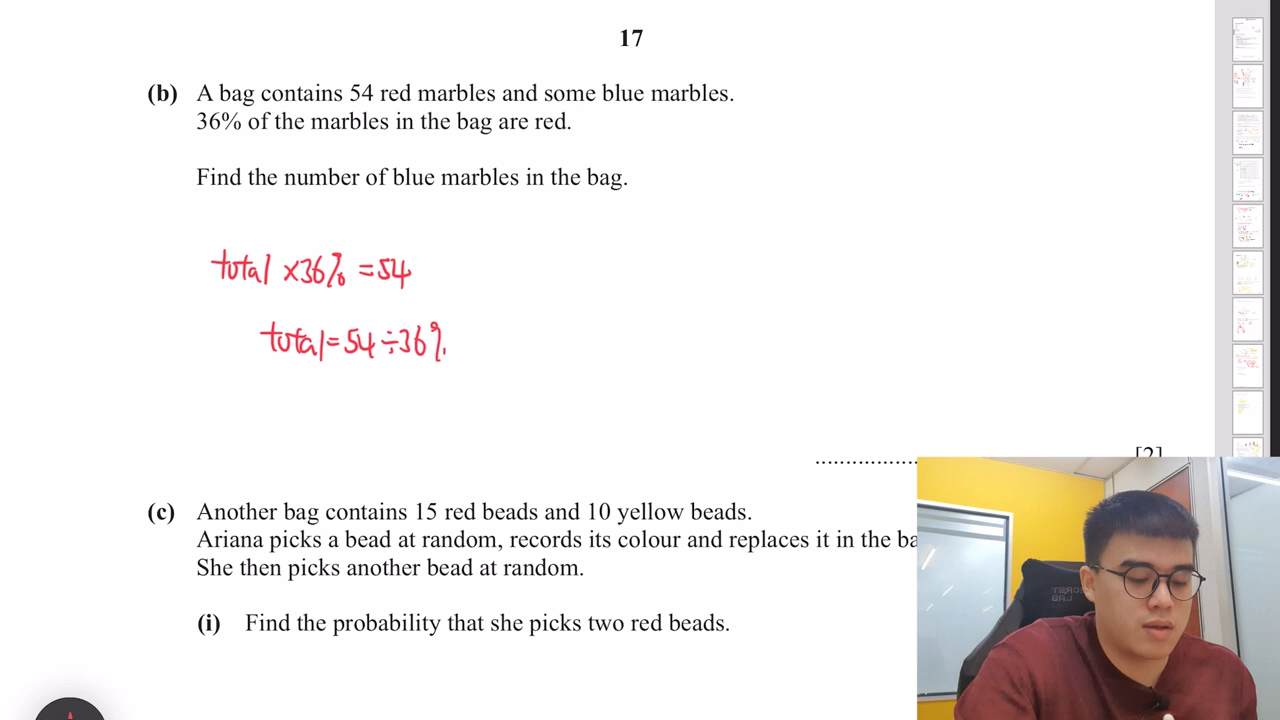 17
(b) A bag contains 54 red marbles and some blue marbles.
36% of the marbles in the bag are red.
Find the number of blue marbles in the bag.
total ×36% =54
total=54÷36%
.................. [2]
(c) Another bag contains 15 red beads and 10 yellow beads.
Ariana picks a bead at random, records its colour and replaces it in the ba
She then picks another bead at random.
(i) Find the probability that she picks two red beads.